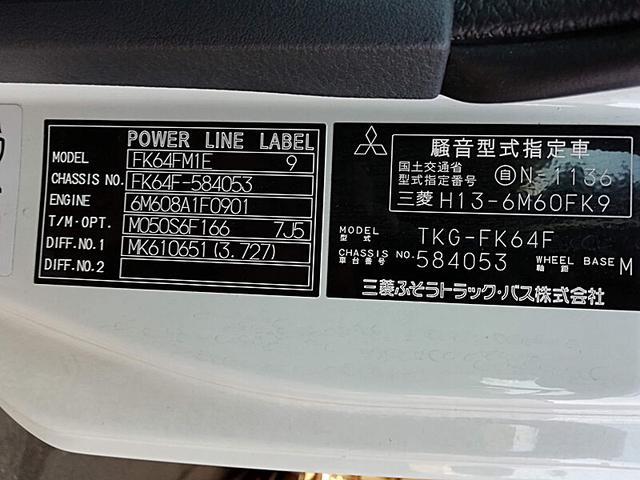 POWER LINE LABEL
MODEL FK64FM1E 9
CHASSIS NO. FK64F-584053
ENGINE 6M608A1F0901
T/M·OPT. M050S6F166 7J5
DIFF.NO.1 MK610651(3.727)
DIFF.NO.2
騒音型式指定車
国土交通省
型式指定番号 自N-1136
三菱 H13-6M60FK9
MODEL
型式 TKG-FK64F
CHASSIS NO.
車台番号 584053
WHEEL BASE
軸距 M
三菱ふそうトラック・バス株式会社